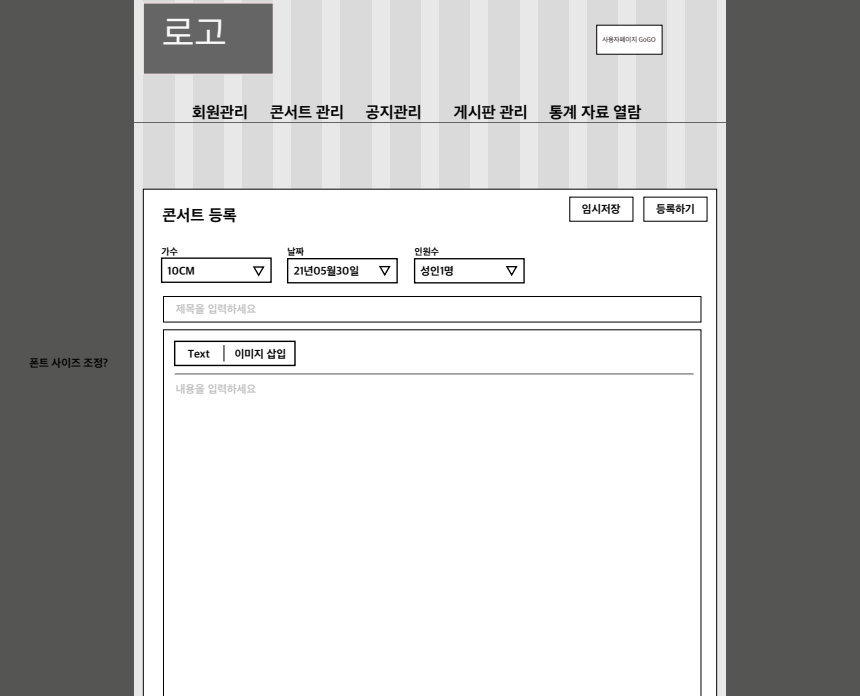 로고
사용자페이지 GoGO
회원관리 콘서트 관리 공지관리 게시판 관리 통계 자료 열람
콘서트 등록
임시저장 등록하기
가수 날짜 인원수
10CM 21년05월30일 성인1명
제목을 입력하세요
폰트 사이즈 조정?
Text 이미지 삽입
내용을 입력하세요